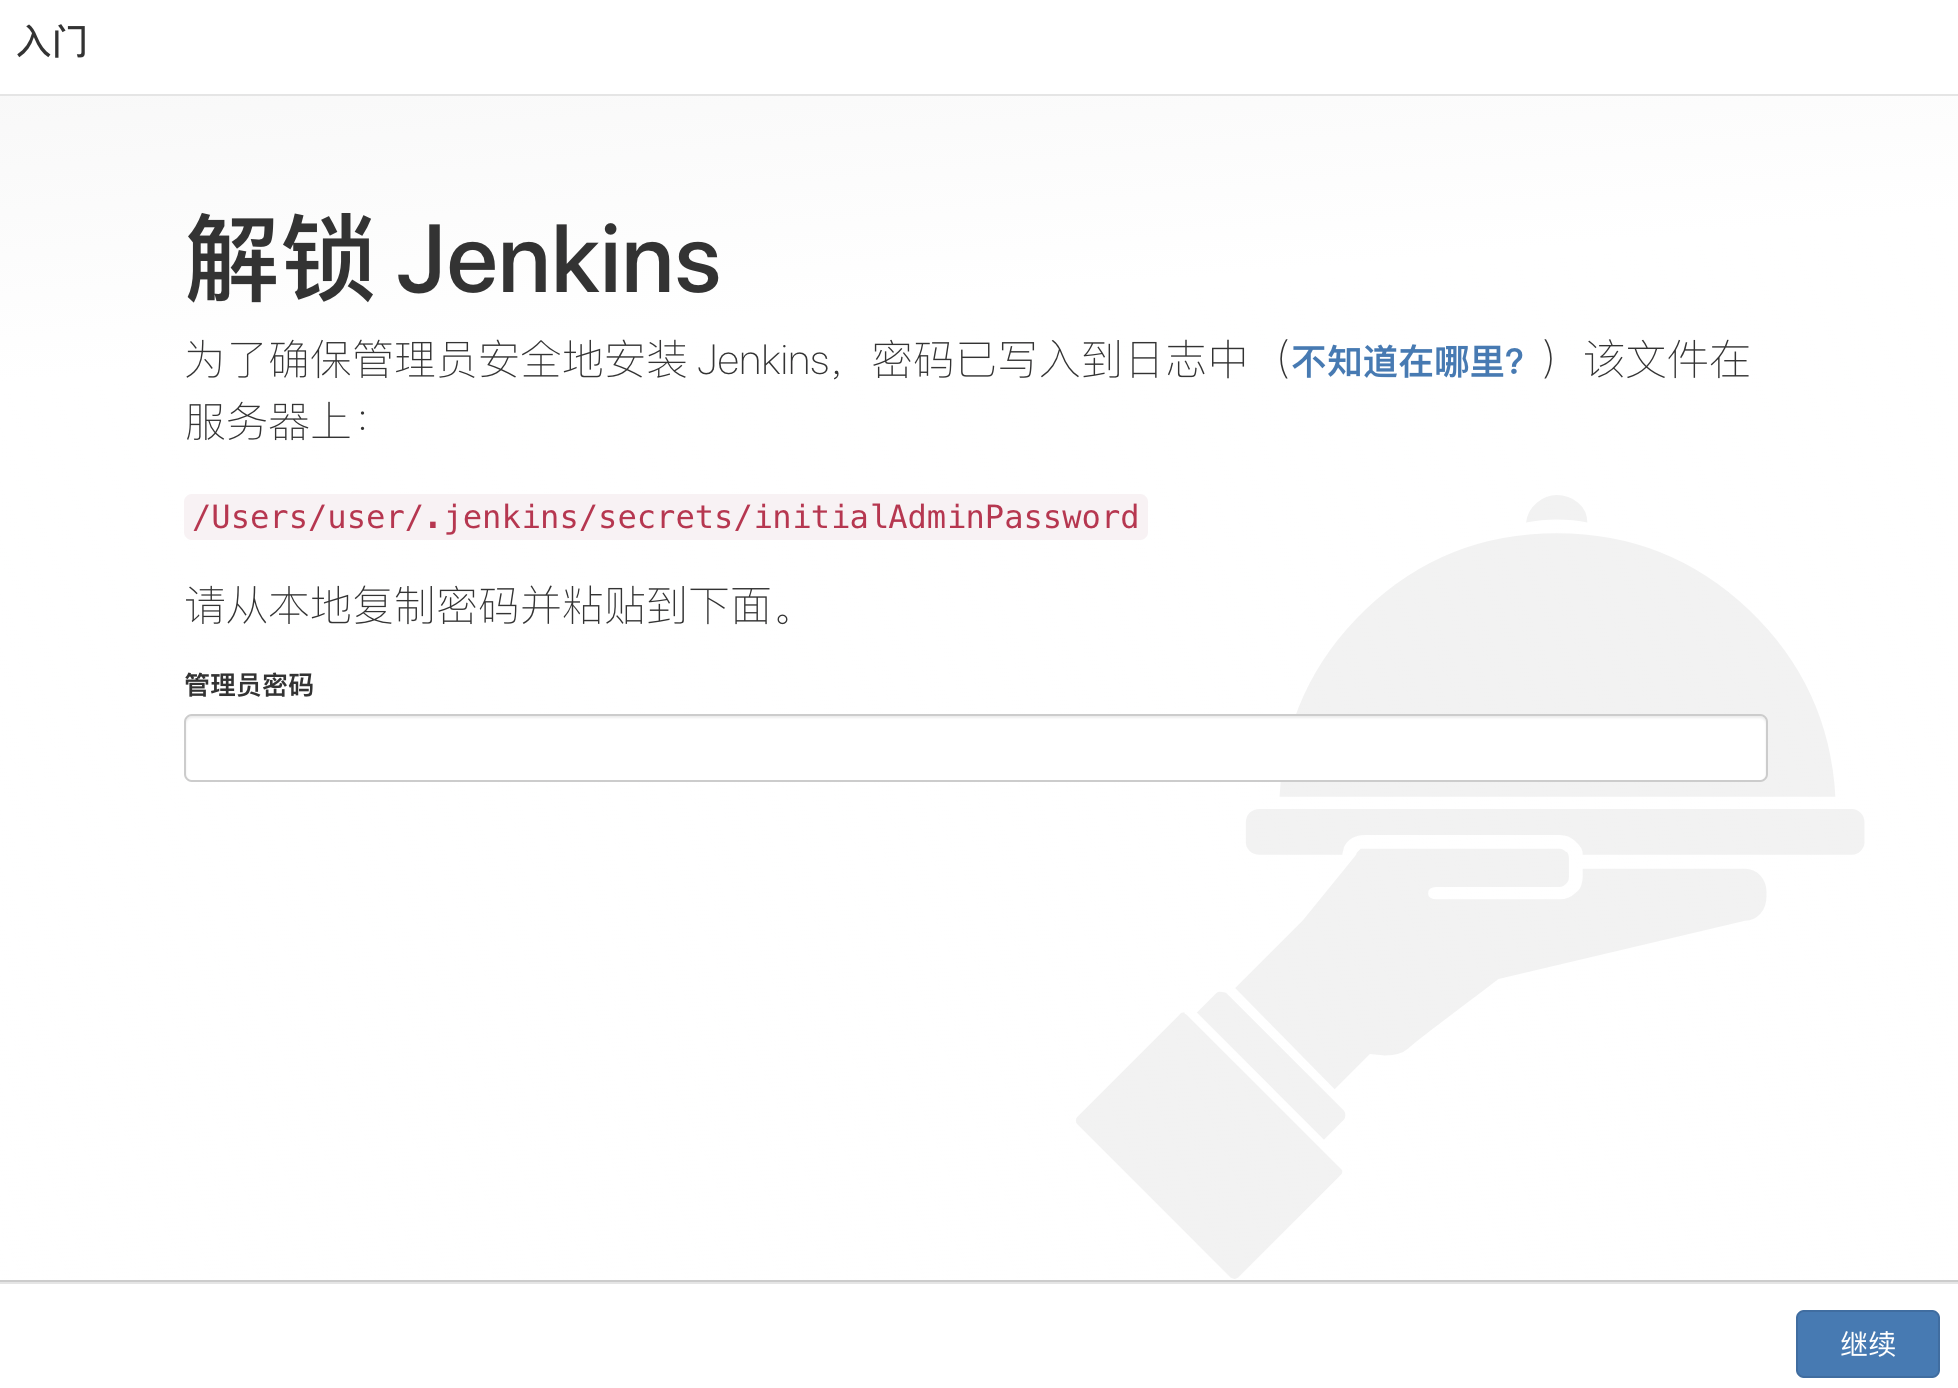 入门
解锁 Jenkins
为了确保管理员安全地安装 Jenkins，密码已写入到日志中（不知道在哪里？）该文件在
服务器上：
/Users/user/.jenkins/secrets/initialAdminPassword
请从本地复制密码并粘贴到下面。
管理员密码
继续